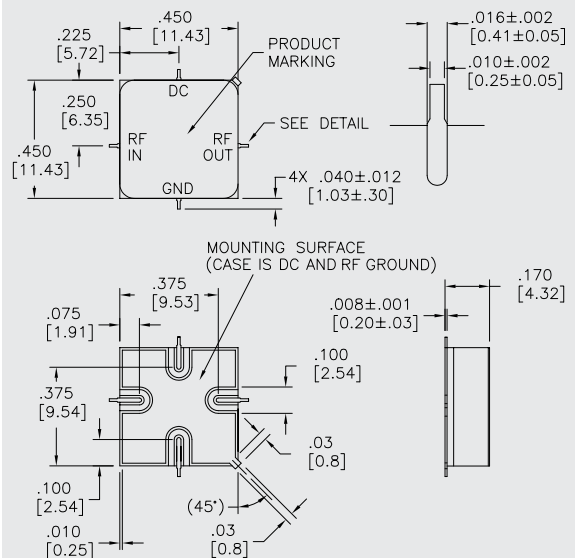 .450
[11.43]
.225
[5.72]
PRODUCT
MARKING
.016±.002
[0.41±0.05]
.010±.002
[0.25±0.05]
DC
.250
[6.35]
RF
IN
RF
OUT
SEE DETAIL
.450
[11.43]
GND
4X .040±.012
[1.03±.30]
MOUNTING SURFACE
(CASE IS DC AND RF GROUND)
.375
[9.53]
.170
[4.32]
.075
[1.91]
.008±.001
[0.20±.03]
.100
[2.54]
.375
[9.54]
.03
[0.8]
.100
[2.54]
(45°)
.010
[0.25]
.03
[0.8]